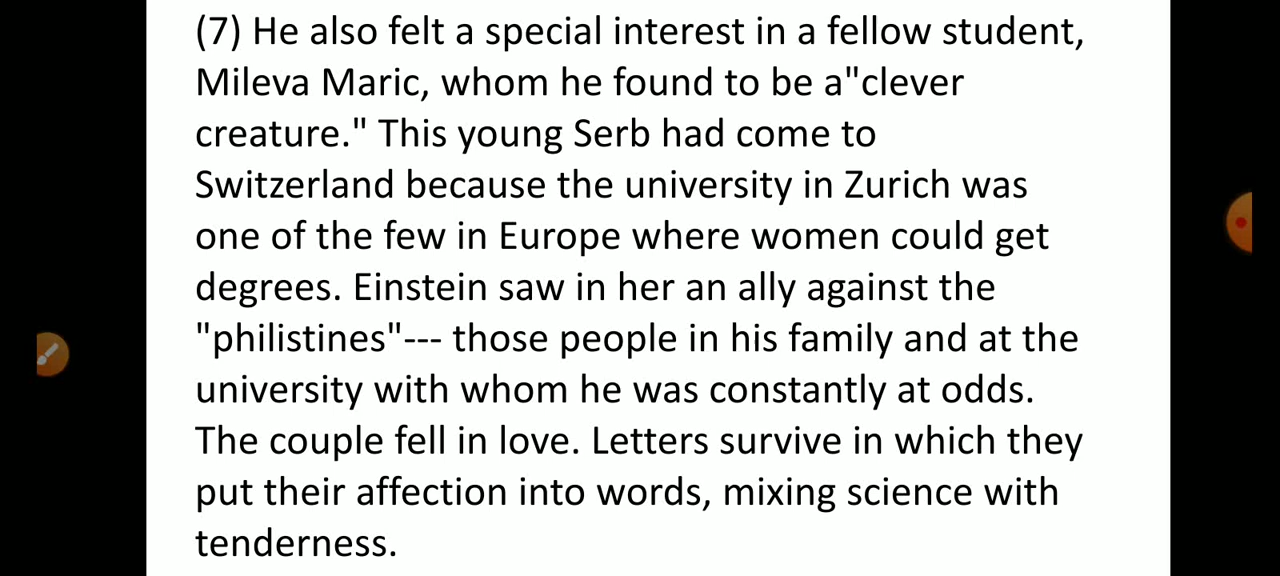 (7) He also felt a special interest in a fellow student,
Mileva Maric, whom he found to be a"clever
creature." This young Serb had come to
Switzerland because the university in Zurich was
one of the few in Europe where women could get
degrees. Einstein saw in her an ally against the
"philistines"--- those people in his family and at the
university with whom he was constantly at odds.
The couple fell in love. Letters survive in which they
put their affection into words, mixing science with
tenderness.